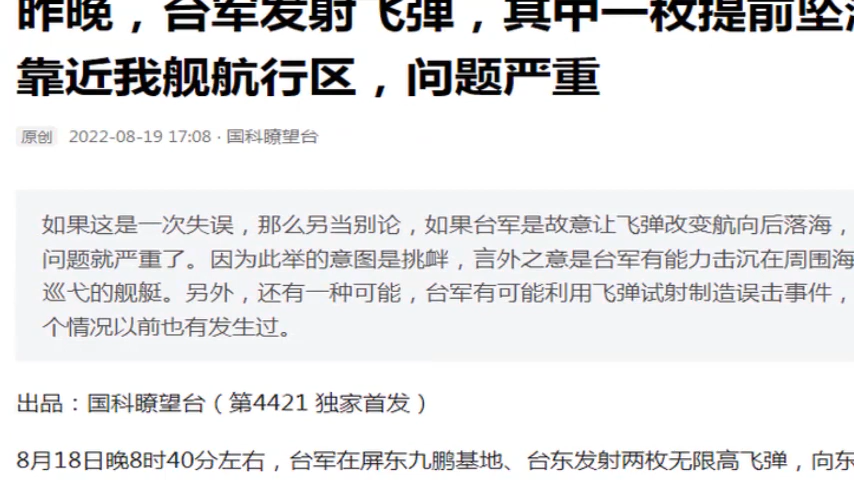 昨晚，台军发射飞弹，其中一枚提前坠
靠近我舰航行区，问题严重
原创 2022-08-19 17:08 · 国科瞭望台
如果这是一次失误，那么另当别论，如果台军是故意让飞弹改变航向后落海，
问题就严重了。因为此举的意图是挑衅，言外之意是台军有能力击沉在周围海
巡弋的舰艇。另外，还有一种可能，台军有可能利用飞弹试射制造误击事件，
个情况以前也有发生过。
出品：国科瞭望台（第4421 独家首发）
8月18日晚8时40分左右，台军在屏东九鹏基地、台东发射两枚无限高飞弹，向东